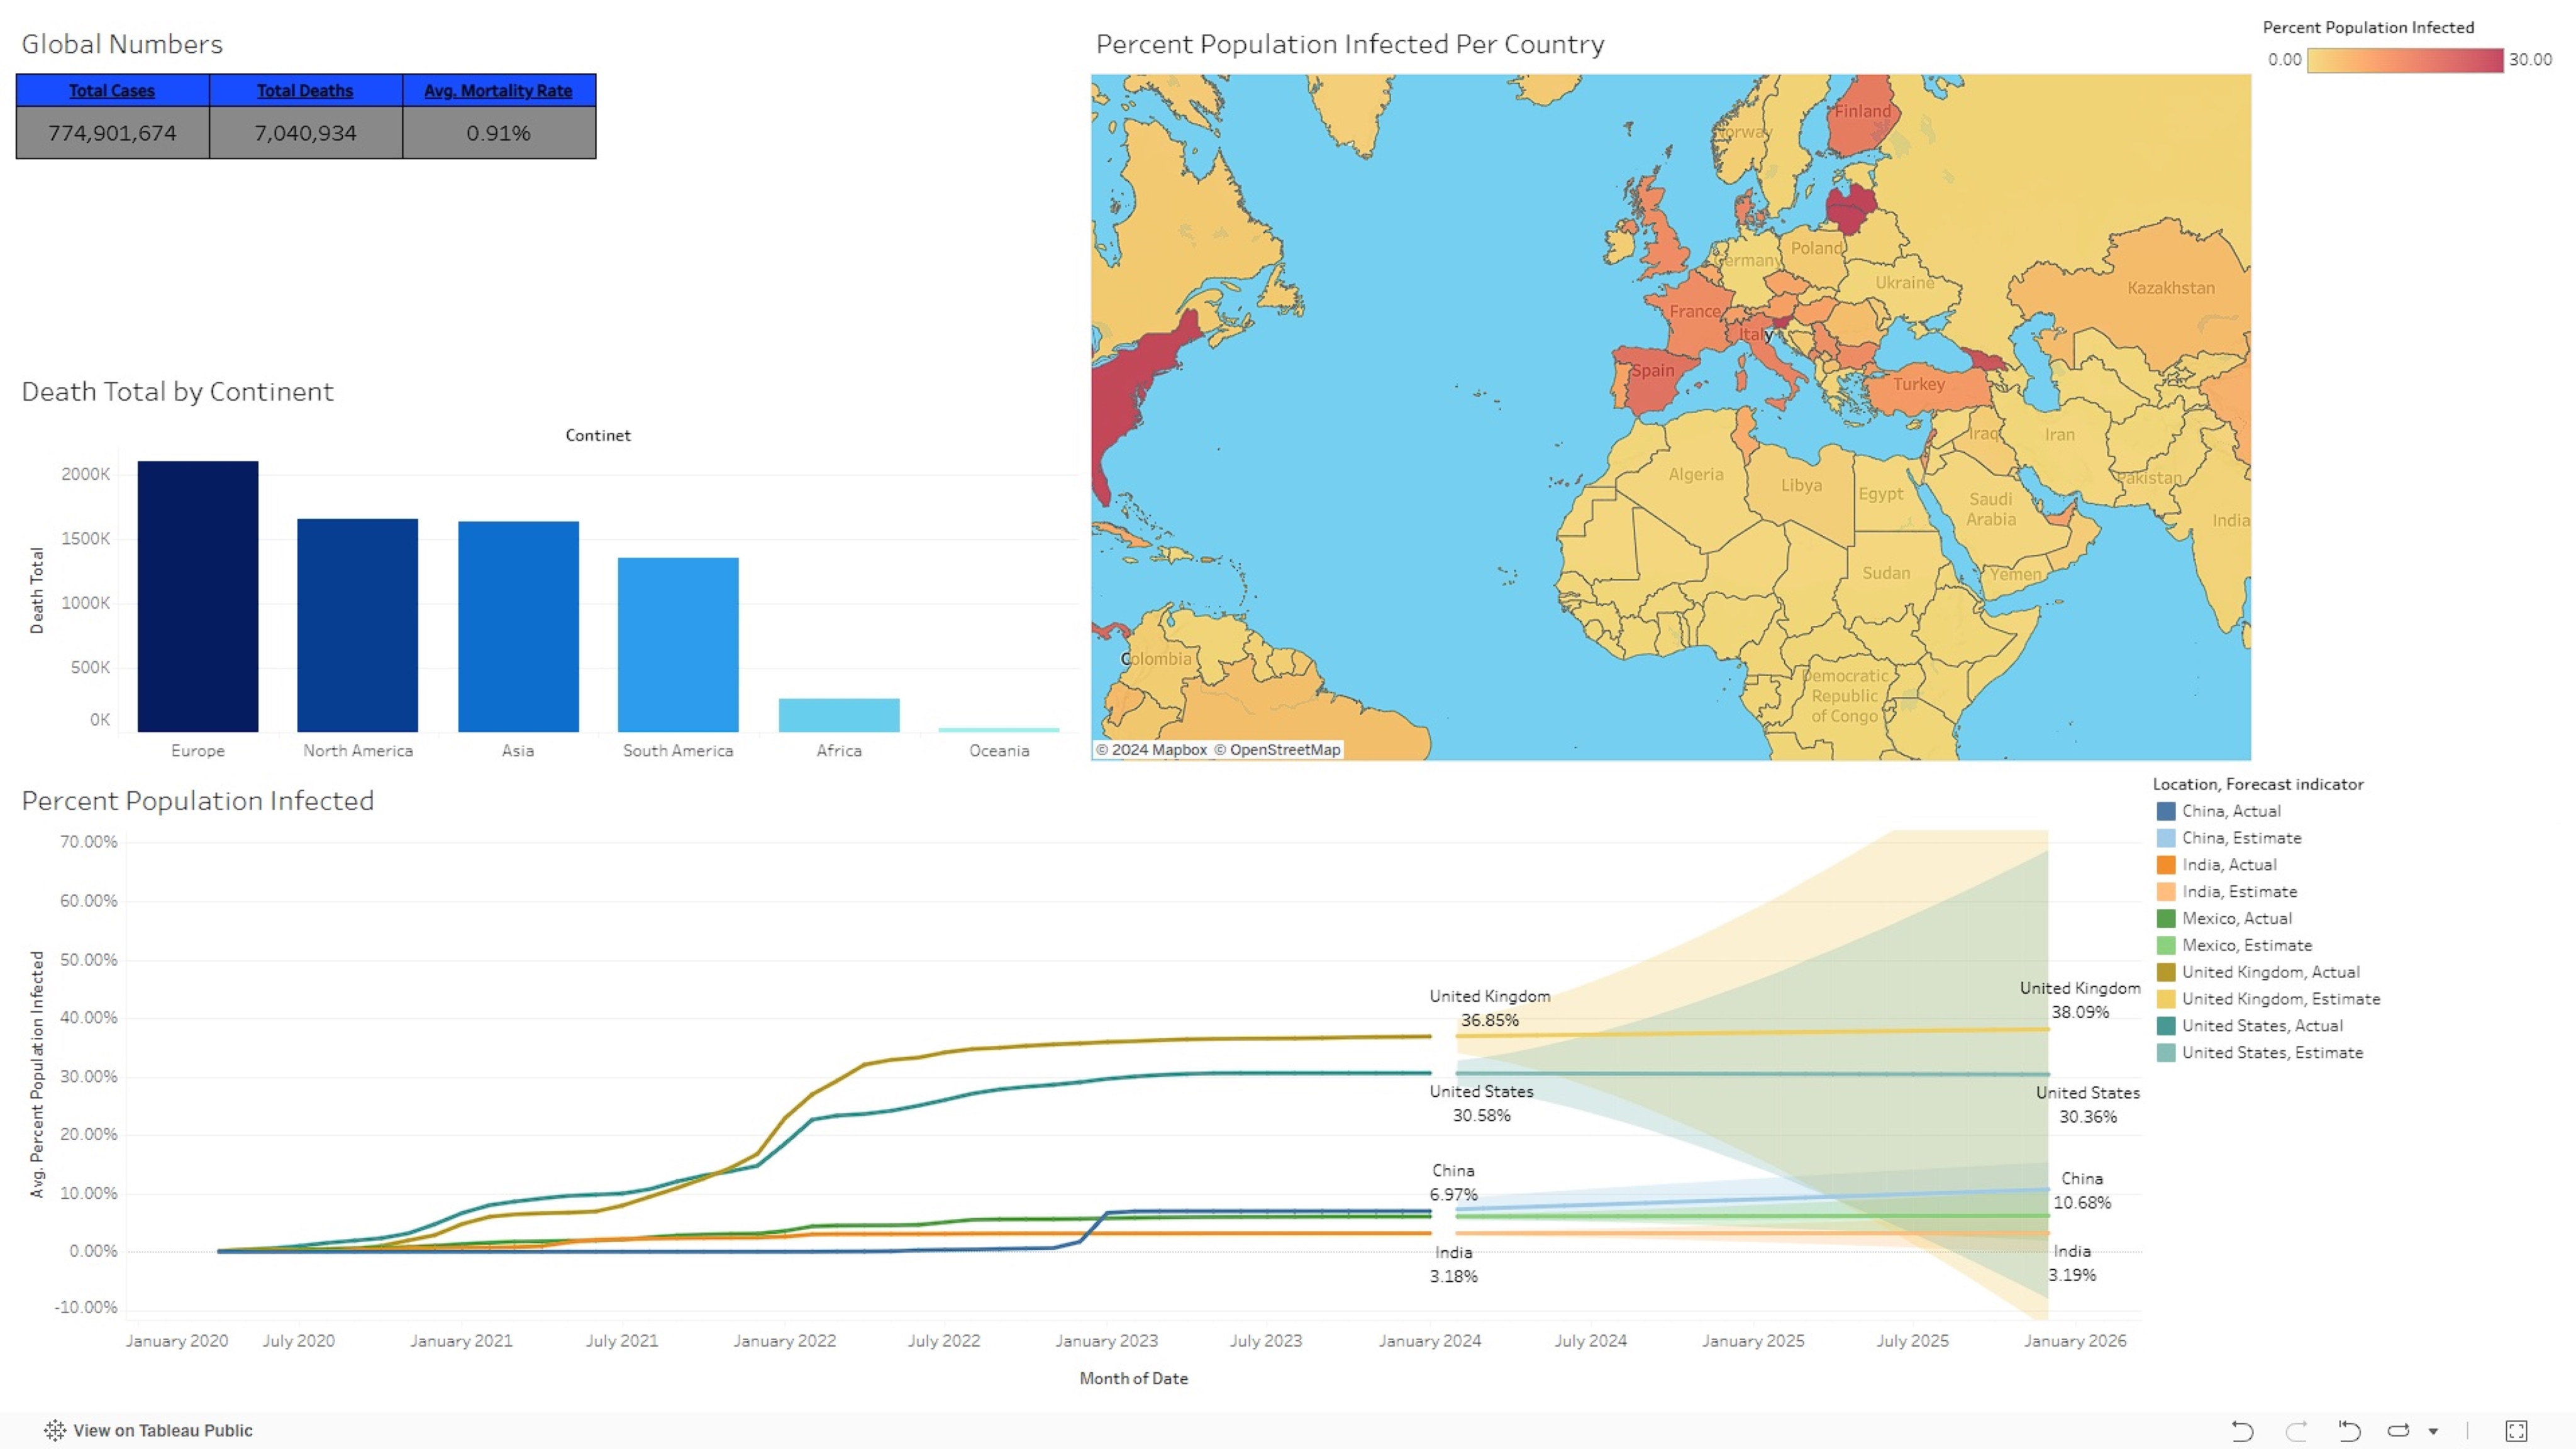 Global Numbers
Total Cases Total Deaths Avg. Mortality Rate
774,901,674 7,040,934 0.91%
Death Total by Continent
Continet
Death Total
2000K
1500K
1000K
500K
0K
Europe North America Asia South America Africa Oceania
Percent Population Infected Per Country
Percent Population Infected
0.00 30.00
Finland
Norway
Poland
Germany
Ukraine
Kazakhstan
France
Italy
Spain
Turkey
Iraq
Iran
Algeria
Libya
Egypt
Pakistan
Saudi
Arabia
India
Sudan
Yemen
Colombia
Democratic
Republic
of Congo
© 2024 Mapbox © OpenStreetMap
Percent Population Infected
Avg. Percent Population Infected
70.00%
60.00%
50.00%
40.00%
30.00%
20.00%
10.00%
0.00%
-10.00%
United Kingdom
36.85%
United States
30.58%
China
6.97%
India
3.18%
United Kingdom
38.09%
United States
30.36%
China
10.68%
India
3.19%
January 2020 July 2020 January 2021 July 2021 January 2022 July 2022 January 2023 July 2023 January 2024 July 2024 January 2025 July 2025 January 2026
Month of Date
Location, Forecast indicator
China, Actual
China, Estimate
India, Actual
India, Estimate
Mexico, Actual
Mexico, Estimate
United Kingdom, Actual
United Kingdom, Estimate
United States, Actual
United States, Estimate
View on Tableau Public